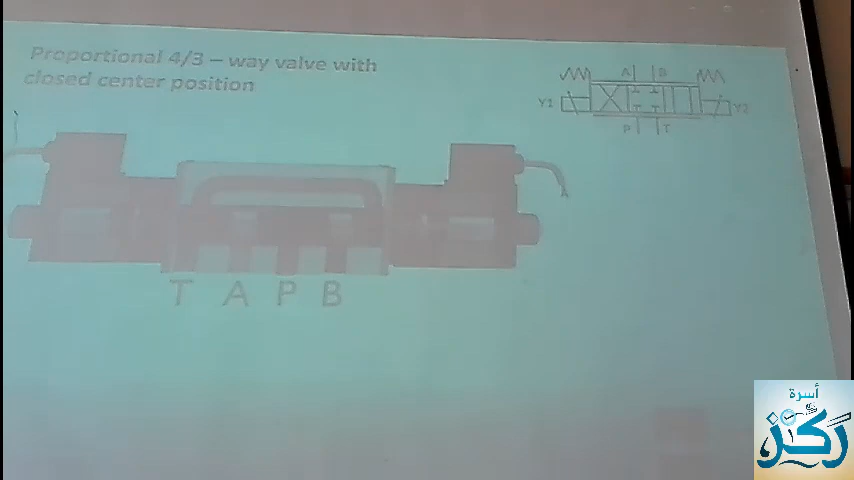 Proportional 4/3 – way valve with
closed center position
A B
Y1 Y2
P T
T A P B
أسرة
ركز